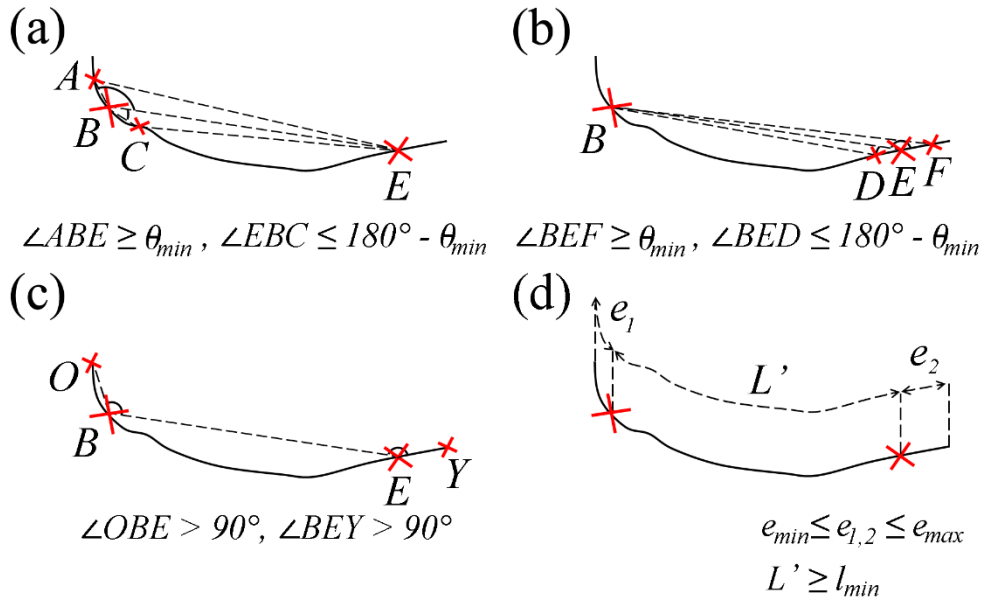 (a)
A
B
C
E
∠ABE ≥ θmin , ∠EBC ≤ 180° - θmin
(b)
B
D
E
F
∠BEF ≥ θmin, ∠BED ≤ 180° - θmin
(c)
O
B
E
Y
∠OBE > 90°, ∠BEY > 90°
(d)
e1
L’
e2
emin ≤ e1,2 ≤ emax
L’ ≥ lmin